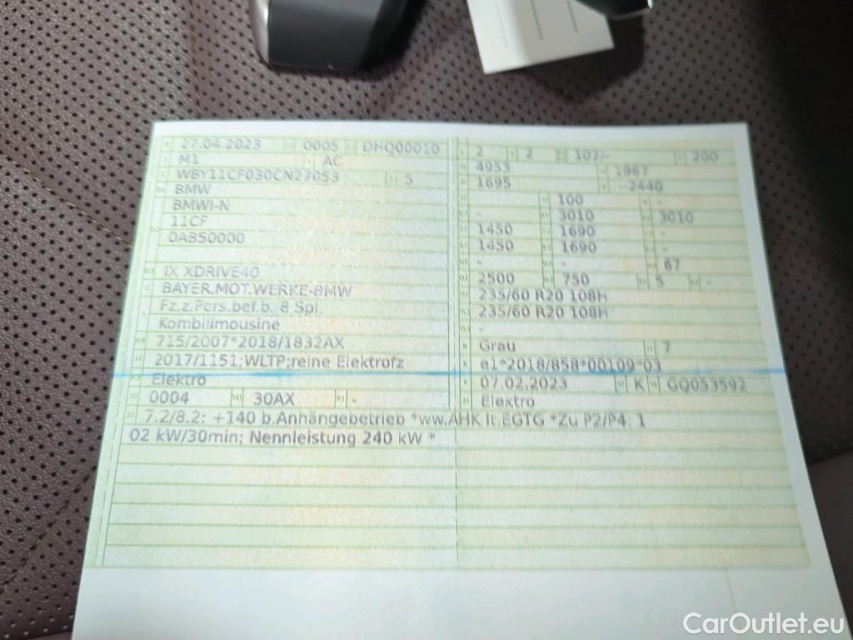 27.04.2023 0005 DHQ00010
M1 AC
WBY11CF030CN27053 5
BMW
BMWI-N
11CF
0AB50000
IX XDRIVE40
BAYER.MOT.WERKE-BMW
Fz.z.Pers.bef.b. 8 Spl.
Kombilimousine
715/2007*2018/1832AX
2017/1151;WLTP;reine Elektrofz
Elektro
0004 30AX -
2 2 102/- 200
4953 1967
1695 -2440
100 -
- 3010 3010
1450 1690 -
1450 1690 -
- - 67
2500 750 5 -
235/60 R20 108H
235/60 R20 108H
-
Grau 7
e1*2018/858*00109*03
07.02.2023 K GQ053592
Elektro
7.2/8.2: +140 b.Anhängebetrieb *ww.AHK lt.EGTG *Zu P2/P4: 1
02 kW/30min; Nennleistung 240 kW *
CarOutlet.eu